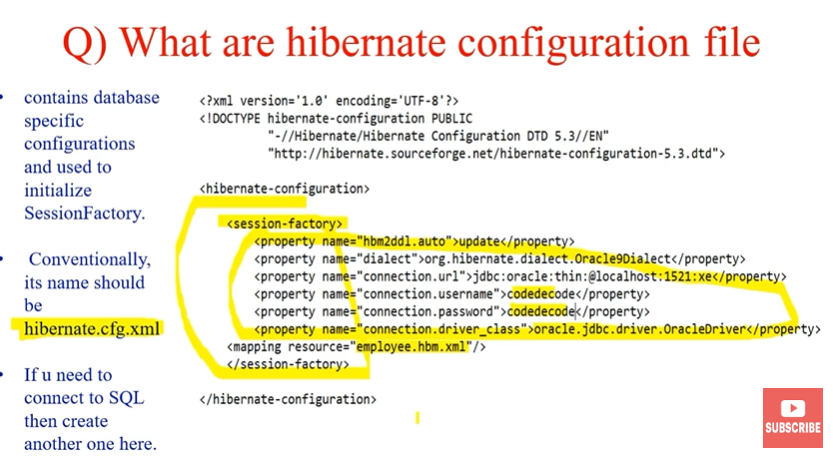 Q) What are hibernate configuration file
• contains database
specific
configurations
and used to
initialize
SessionFactory.
• Conventionally,
its name should
be
hibernate.cfg.xml
• If u need to
connect to SQL
then create
another one here.
<?xml version='1.0' encoding='UTF-8'?>
<!DOCTYPE hibernate-configuration PUBLIC
"-//Hibernate/Hibernate Configuration DTD 5.3//EN"
"http://hibernate.sourceforge.net/hibernate-configuration-5.3.dtd">
<hibernate-configuration>
<session-factory>
<property name="hbm2ddl.auto">update</property>
<property name="dialect">org.hibernate.dialect.Oracle9Dialect</property>
<property name="connection.url">jdbc:oracle:thin:@localhost:1521:xe</property>
<property name="connection.username">codedecode</property>
<property name="connection.password">codedecode</property>
<property name="connection.driver_class">oracle.jdbc.driver.OracleDriver</property>
<mapping resource="employee.hbm.xml"/>
</session-factory>
</hibernate-configuration>
SUBSCRIBE